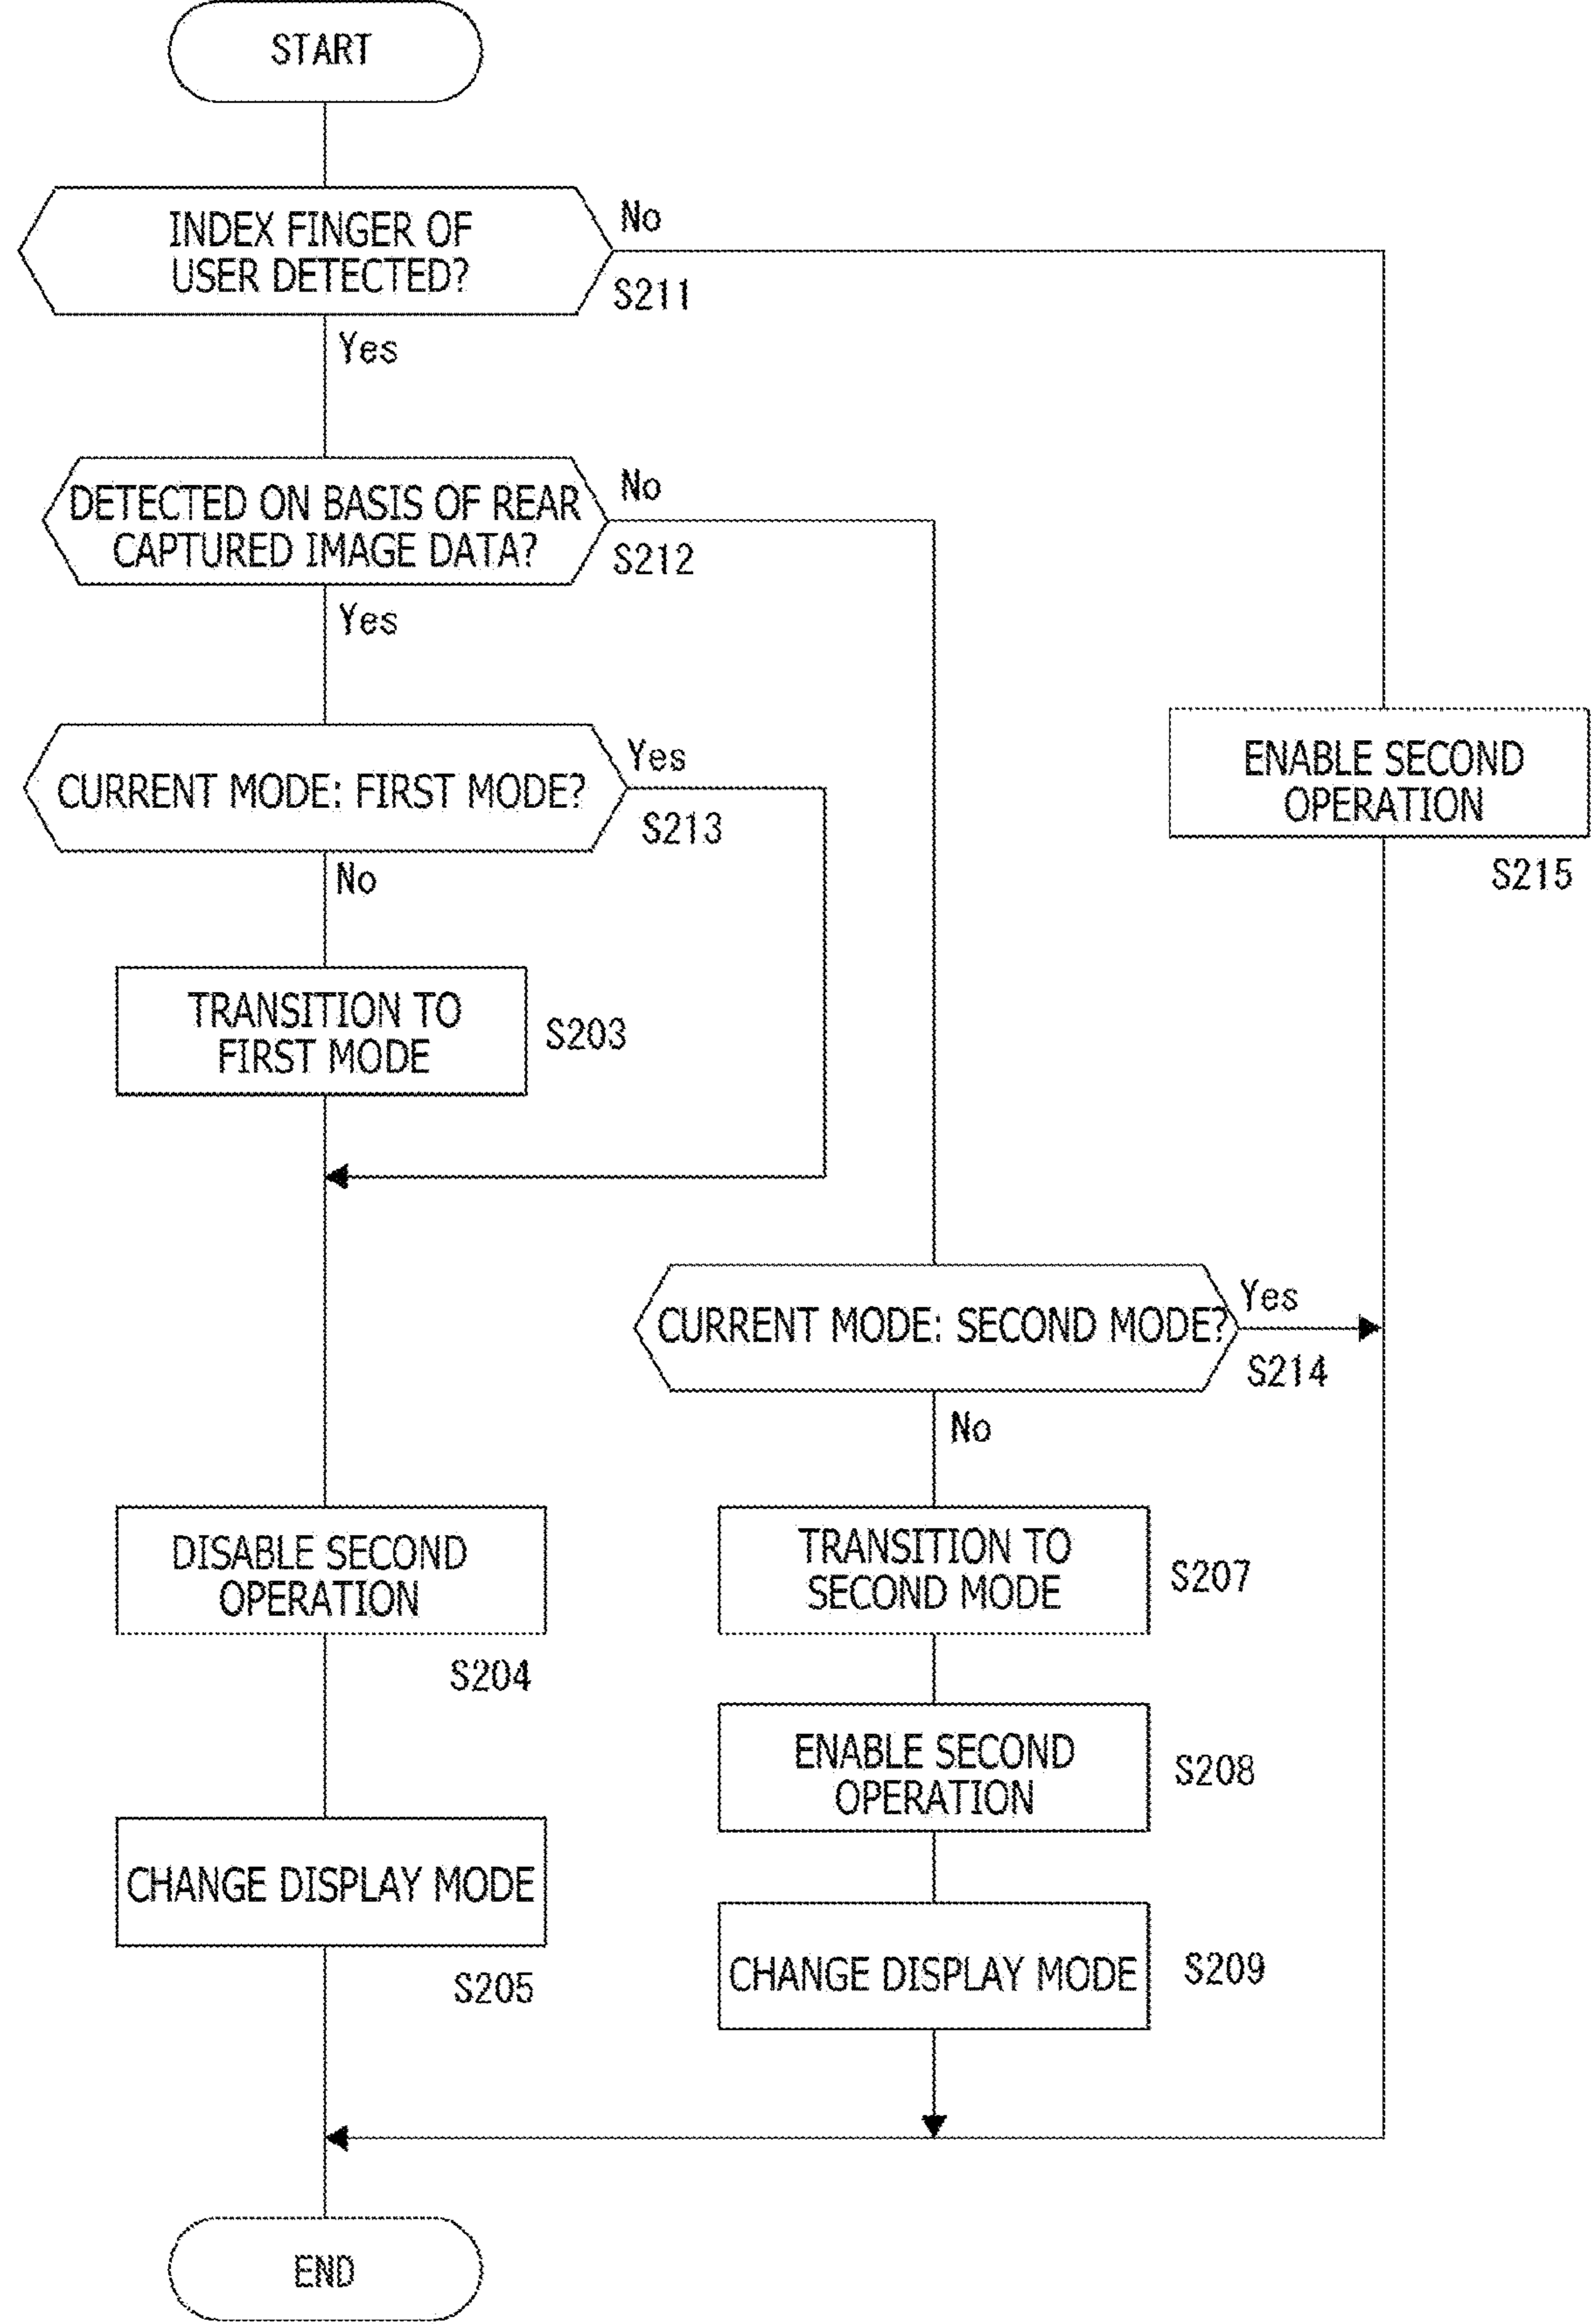 START
INDEX FINGER OF
USER DETECTED?
No
S211
Yes
DETECTED ON BASIS OF REAR
CAPTURED IMAGE DATA?
No
S212
Yes
CURRENT MODE: FIRST MODE?
Yes
S213
No
ENABLE SECOND
OPERATION
S215
TRANSITION TO
FIRST MODE
S203
CURRENT MODE: SECOND MODE?
Yes
S214
No
DISABLE SECOND
OPERATION
S204
TRANSITION TO
SECOND MODE
S207
ENABLE SECOND
OPERATION
S208
CHANGE DISPLAY MODE
S205
CHANGE DISPLAY MODE
S209
END